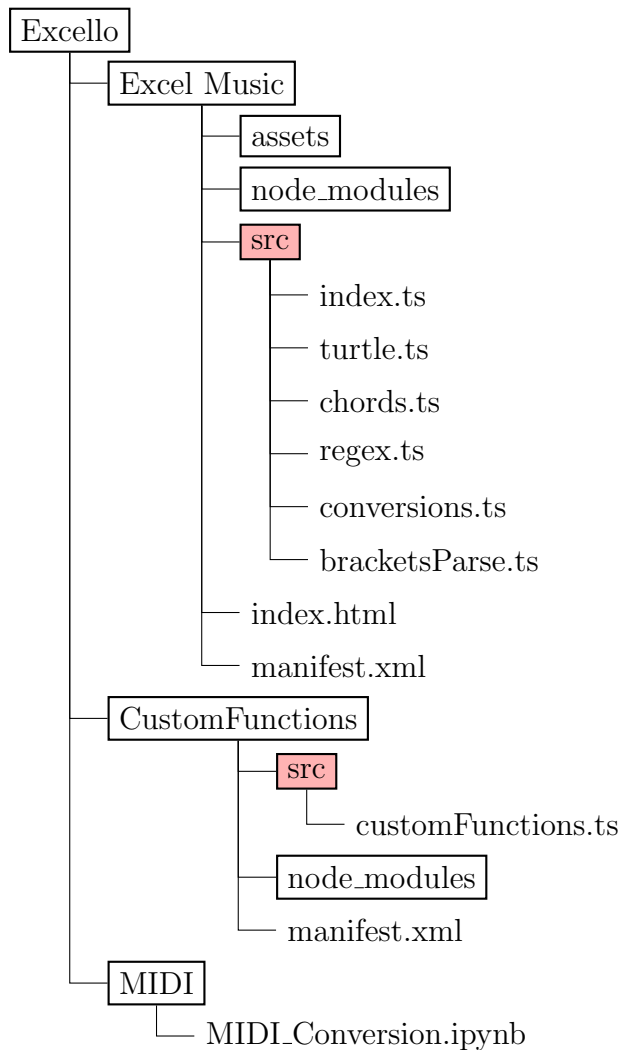 Excello
Excel Music
assets
node_modules
src
index.ts
turtle.ts
chords.ts
regex.ts
conversions.ts
bracketsParse.ts
index.html
manifest.xml
CustomFunctions
src
customFunctions.ts
node_modules
manifest.xml
MIDI
MIDI_Conversion.ipynb